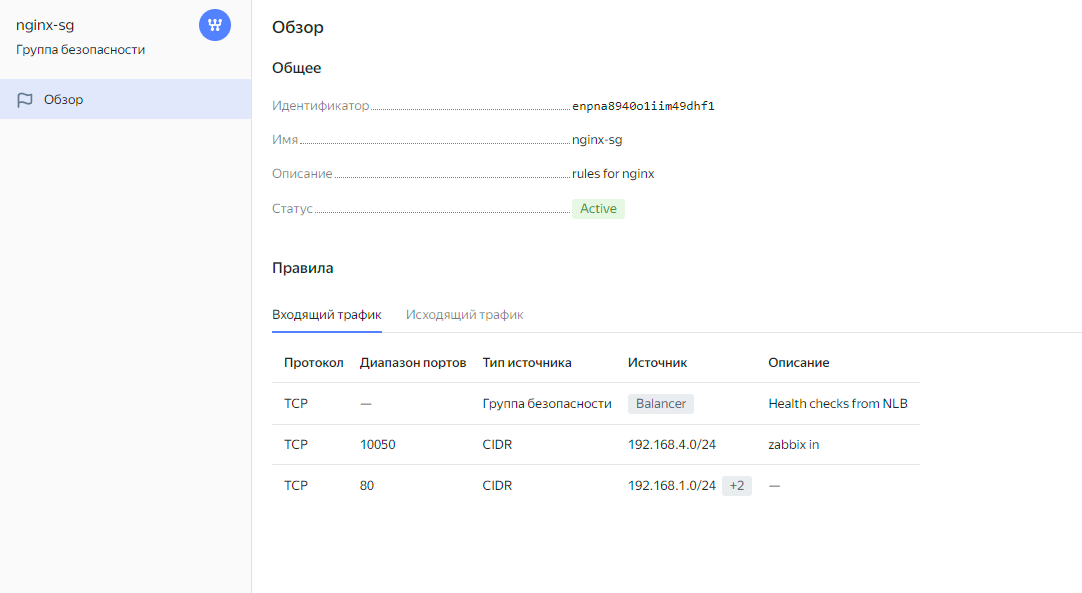 nginx-sg
Группа безопасности
Обзор
Обзор
Общее
Идентификатор enpna8940o1iim49dhf1
Имя nginx-sg
Описание rules for nginx
Статус Active
Правила
Входящий трафик Исходящий трафик
Протокол Диапазон портов Тип источника Источник Описание
TCP — Группа безопасности Balancer Health checks from NLB
TCP 10050 CIDR 192.168.4.0/24 zabbix in
TCP 80 CIDR 192.168.1.0/24 +2 —